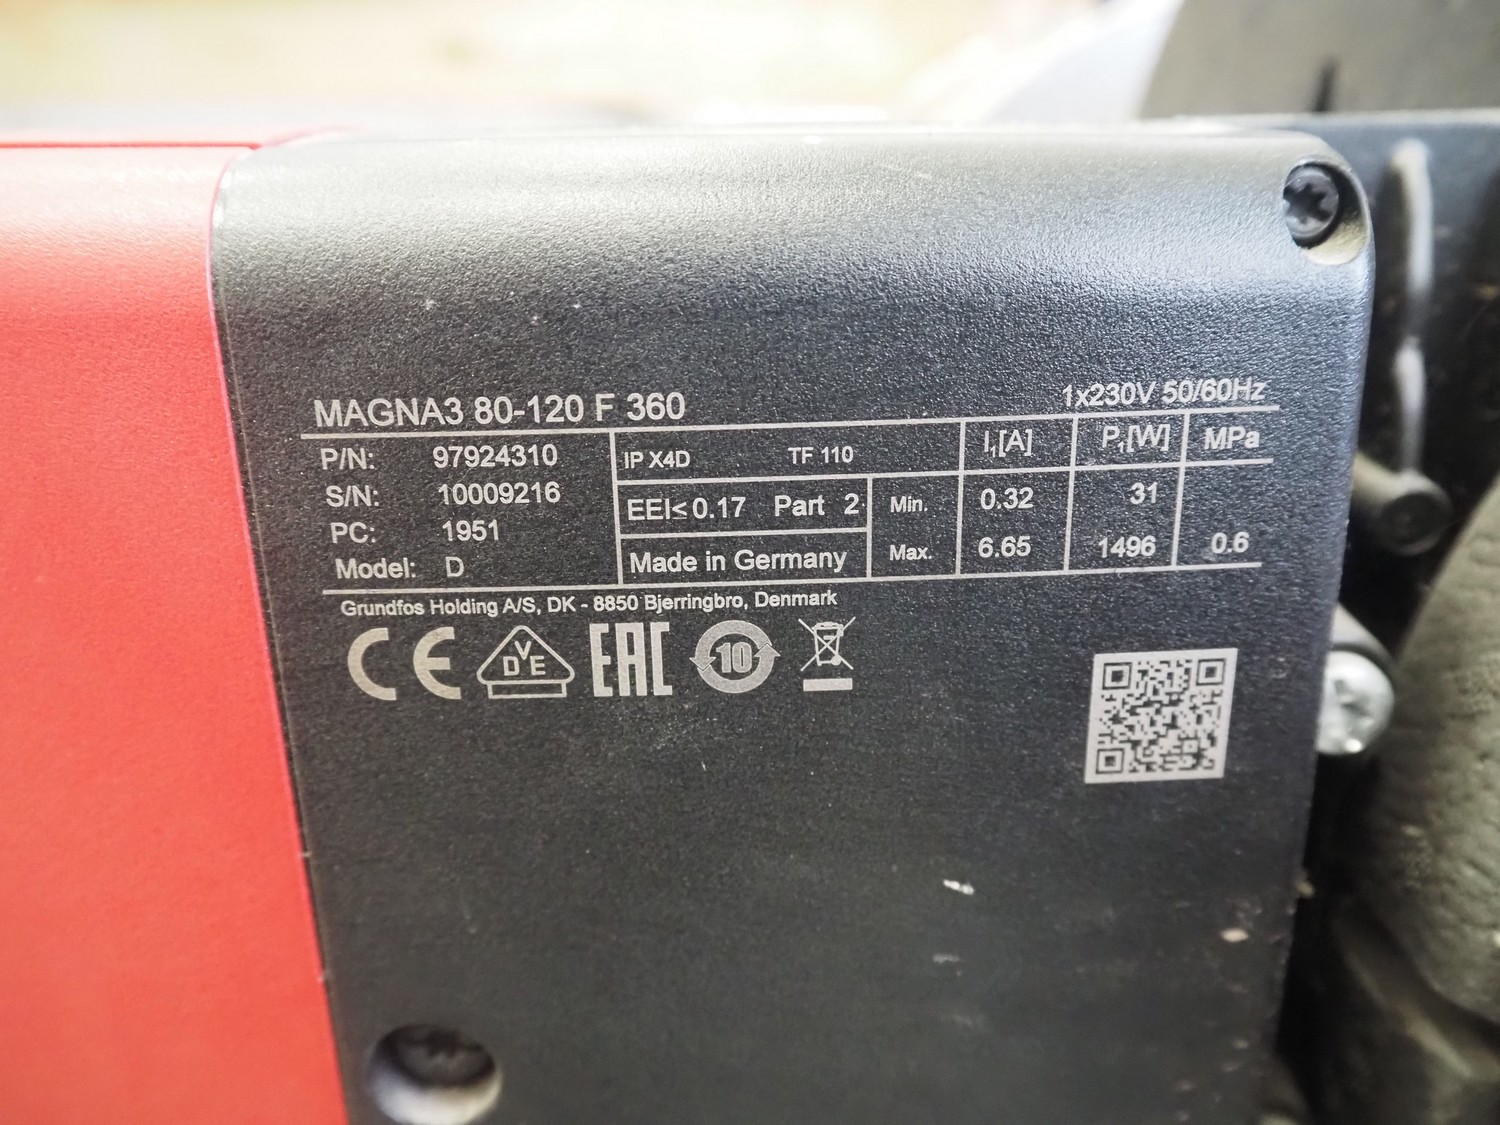 MAGNA3 80-120 F 360
1x230V 50/60Hz
P/N: 97924310
S/N: 10009216
PC: 1951
Model: D
IP X4D TF 110
EEI≤ 0.17 Part 2
Made in Germany
I₁[A] P₁[W] MPa
Min. 0.32 31
Max. 6.65 1496 0.6
Grundfos Holding A/S, DK - 8850 Bjerringbro, Denmark
CE VDE EAC 10